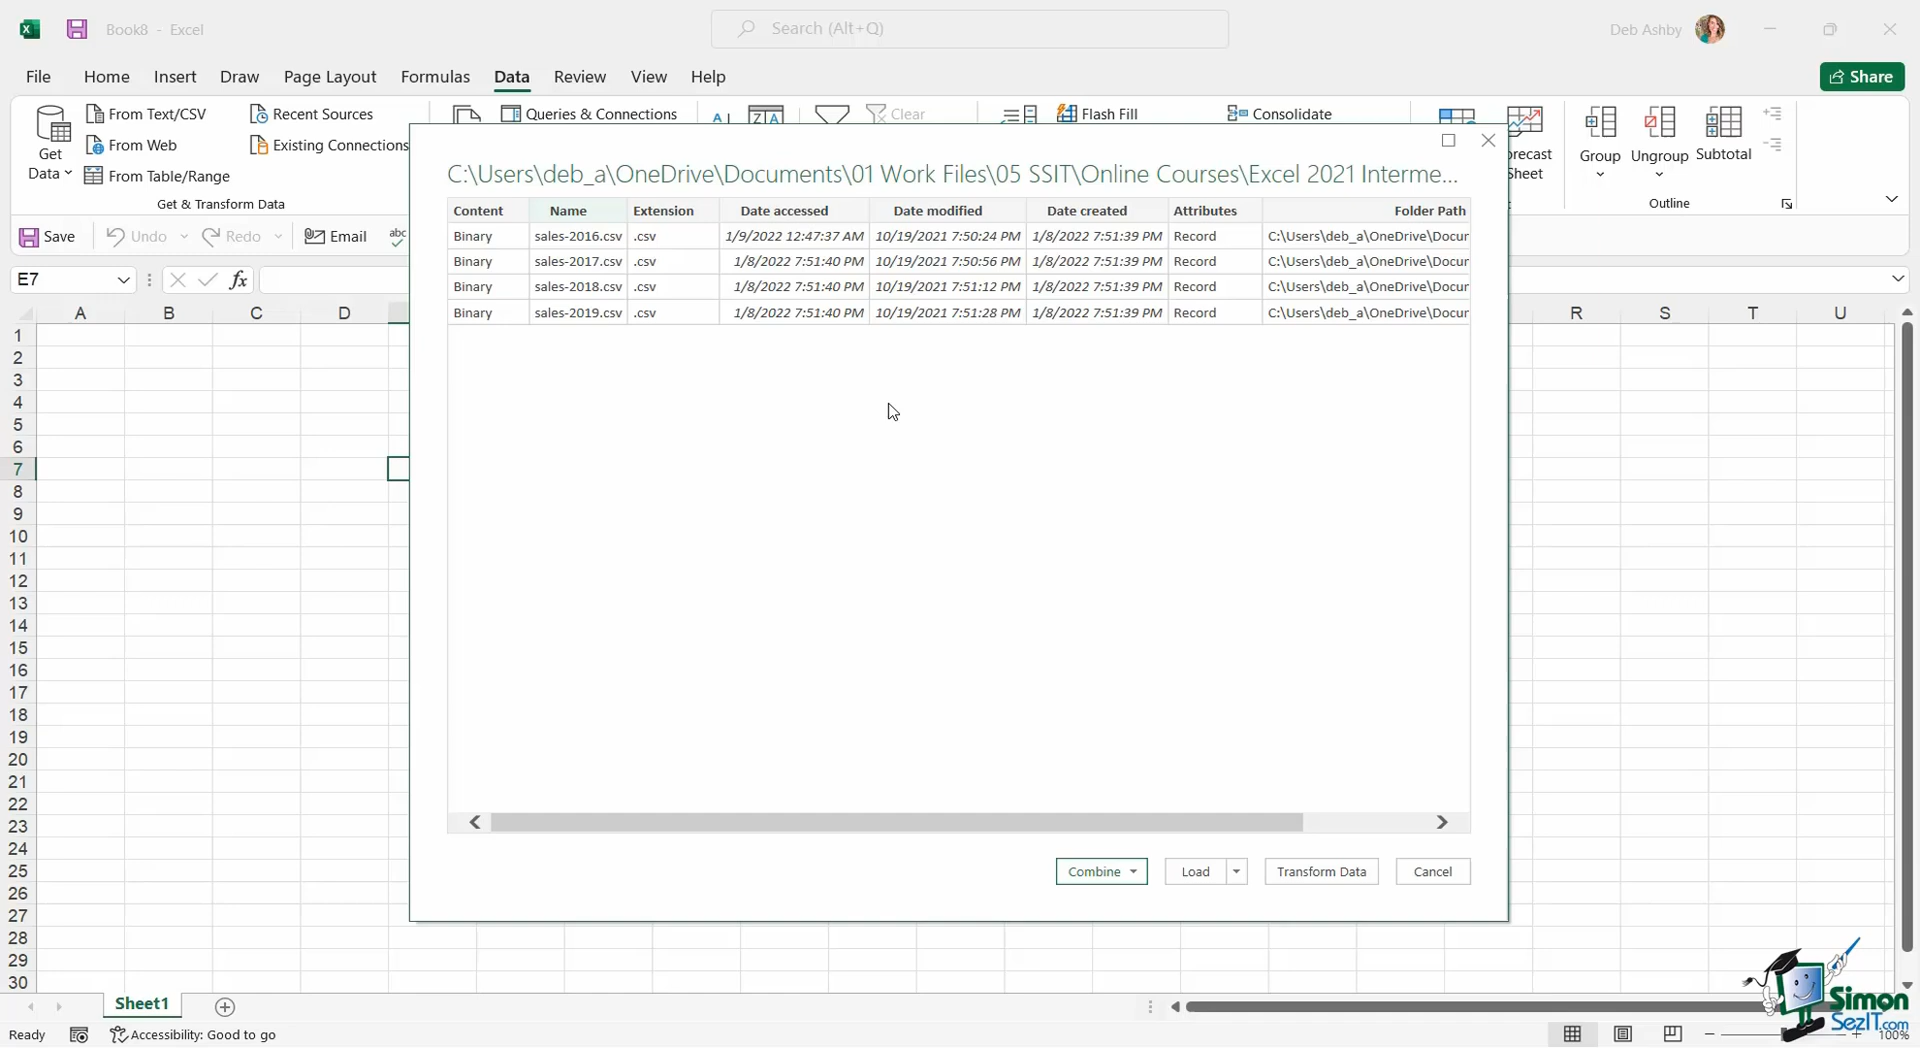 Book8 - Excel
Search (Alt+Q)
Deb Ashby
File Home Insert Draw Page Layout Formulas Data Review View Help
Share
Get Data
From Text/CSV
From Web
From Table/Range
Recent Sources
Existing Connections
Get & Transform Data
Queries & Connections
Clear
Flash Fill
Consolidate
Group
Ungroup
Subtotal
Outline
Save Undo Redo Email
E7
C:\Users\deb_a\OneDrive\Documents\01 Work Files\05 SSIT\Online Courses\Excel 2021 Interme...
Content Name Extension Date accessed Date modified Date created Attributes Folder Path
Binary sales-2016.csv .csv 1/9/2022 12:47:37 AM 10/19/2021 7:50:24 PM 1/8/2022 7:51:39 PM Record C:\Users\deb_a\OneDrive\Docur
Binary sales-2017.csv .csv 1/8/2022 7:51:40 PM 10/19/2021 7:50:56 PM 1/8/2022 7:51:39 PM Record C:\Users\deb_a\OneDrive\Docur
Binary sales-2018.csv .csv 1/8/2022 7:51:40 PM 10/19/2021 7:51:12 PM 1/8/2022 7:51:39 PM Record C:\Users\deb_a\OneDrive\Docur
Binary sales-2019.csv .csv 1/8/2022 7:51:40 PM 10/19/2021 7:51:28 PM 1/8/2022 7:51:39 PM Record C:\Users\deb_a\OneDrive\Docur
A B C D R S T U
1
2
3
4
5
6
7
8
9
10
11
12
13
14
15
16
17
18
19
20
21
22
23
24
25
26
27
28
29
30
Combine Load Transform Data Cancel
Sheet1
Ready Accessibility: Good to go
100%
Simon
SezIT.com